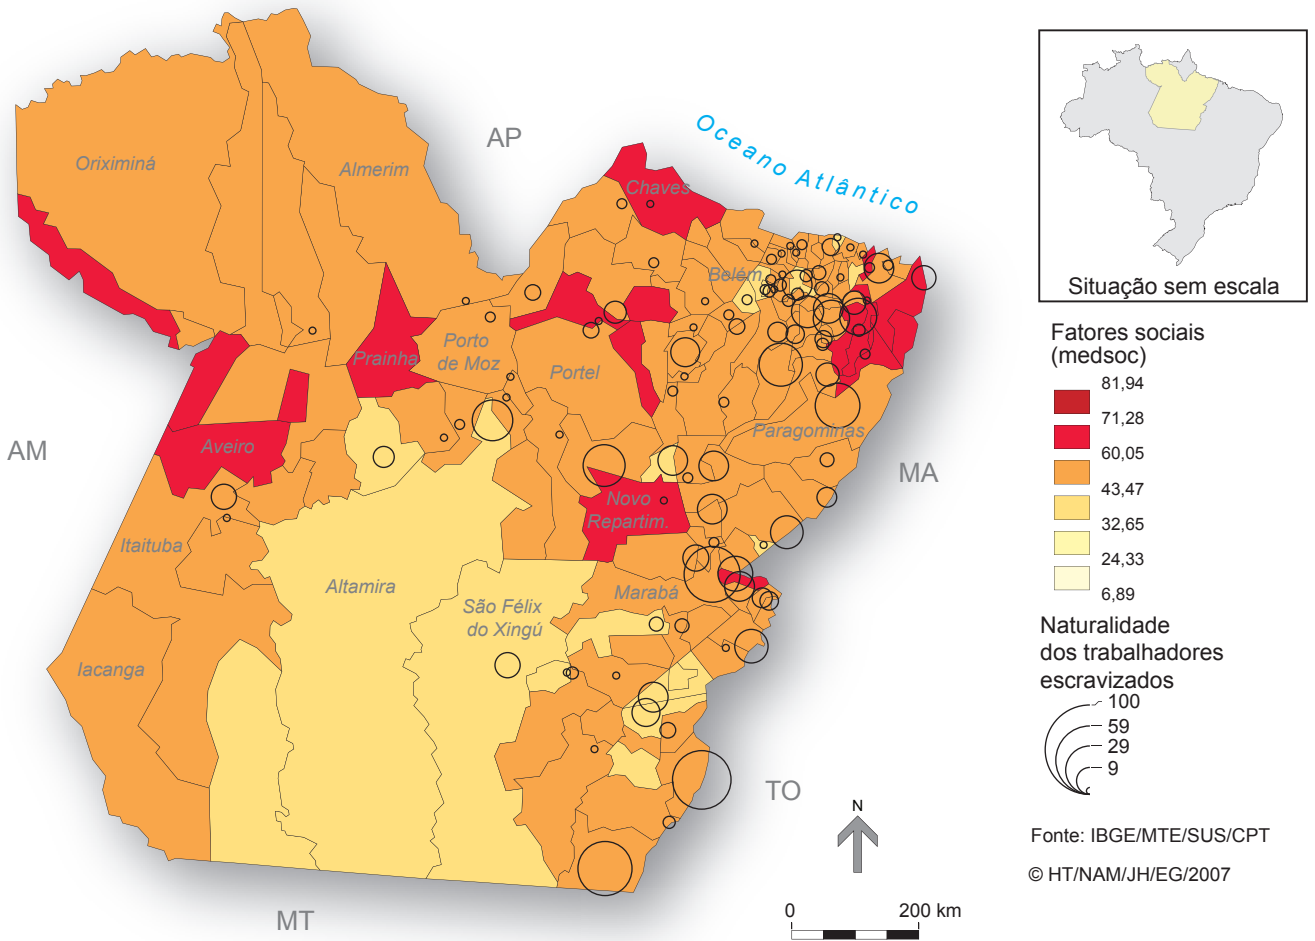 AP
Oceano Atlântico
Oriximiná
Almerim
Chaves
Belém
Prainha
Porto
de Moz
Portel
Aveiro
AM
Paragominas
MA
Novo
Repartim.
Itaituba
Altamira
São Félix
do Xingú
Marabá
Iacanga
TO
MT
N
0 200 km
Situação sem escala
Fatores sociais
(medsoc)
81,94
71,28
60,05
43,47
32,65
24,33
6,89
Naturalidade
dos trabalhadores
escravizados
100
59
29
9
Fonte: IBGE/MTE/SUS/CPT
© HT/NAM/JH/EG/2007